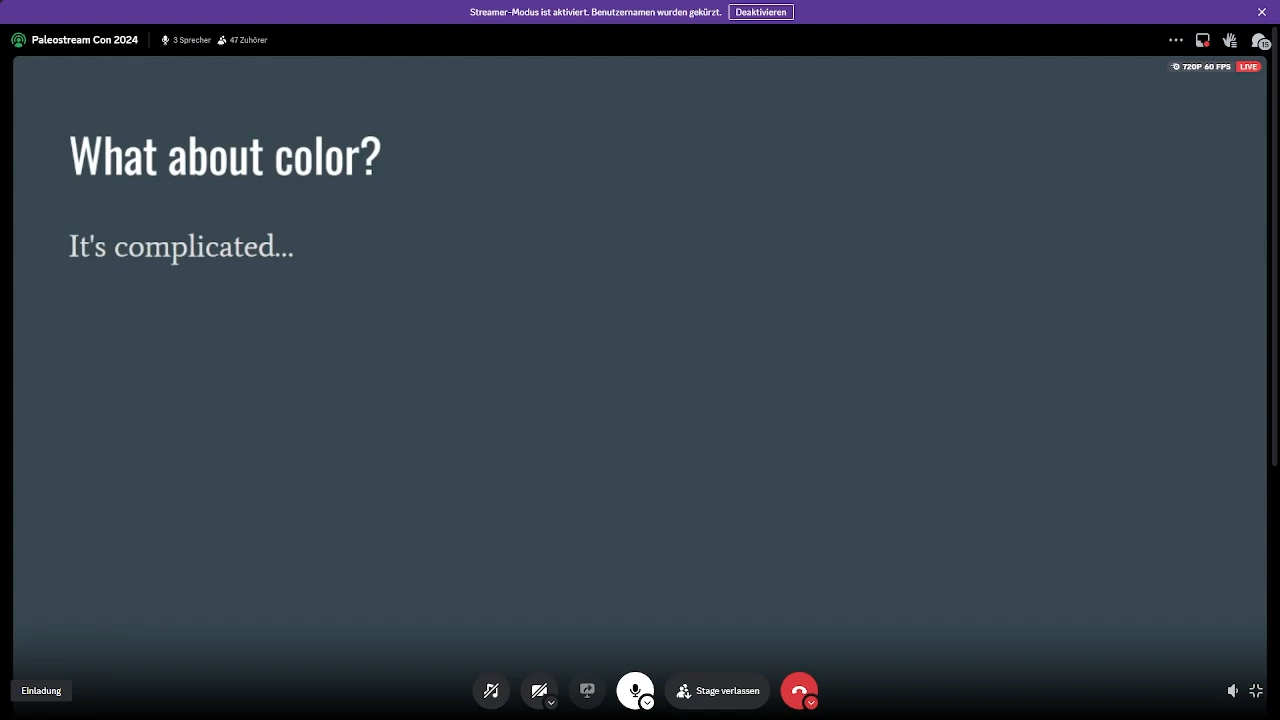 Streamer-Modus ist aktiviert. Benutzernamen wurden gekürzt. Deaktivieren
Paleostream Con 2024 3 Sprecher 47 Zuhörer
15
720P 60 FPS LIVE
What about color?
It's complicated...
Einladung
Stage verlassen